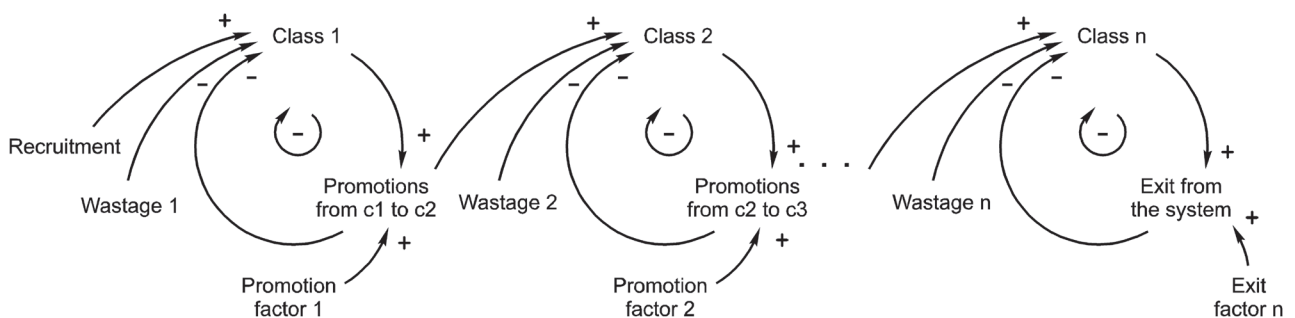 +
Class 1
+
Class 2
+
Class n
-
-
-
-
-
-
-
-
-
+
+
+
. . .
Recruitment
Wastage 1
Promotions
from c1 to c2
Wastage 2
Promotions
from c2 to c3
Wastage n
Exit from
the system
+
+
+
Promotion
factor 1
Promotion
factor 2
Exit
factor n